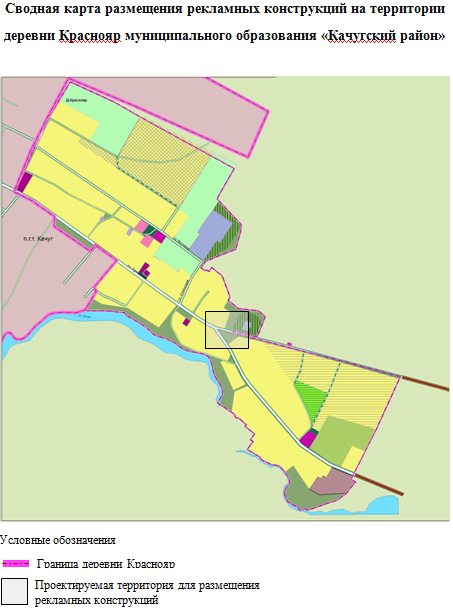 Сводная карта размещения рекламных конструкций на территории
деревни Краснояр муниципального образования «Качугский район»
Д.Краснояр
п.г.т. Качуг
Условные обозначения
Граница деревни Краснояр
Проектируемая территория для размещения
рекламных конструкций